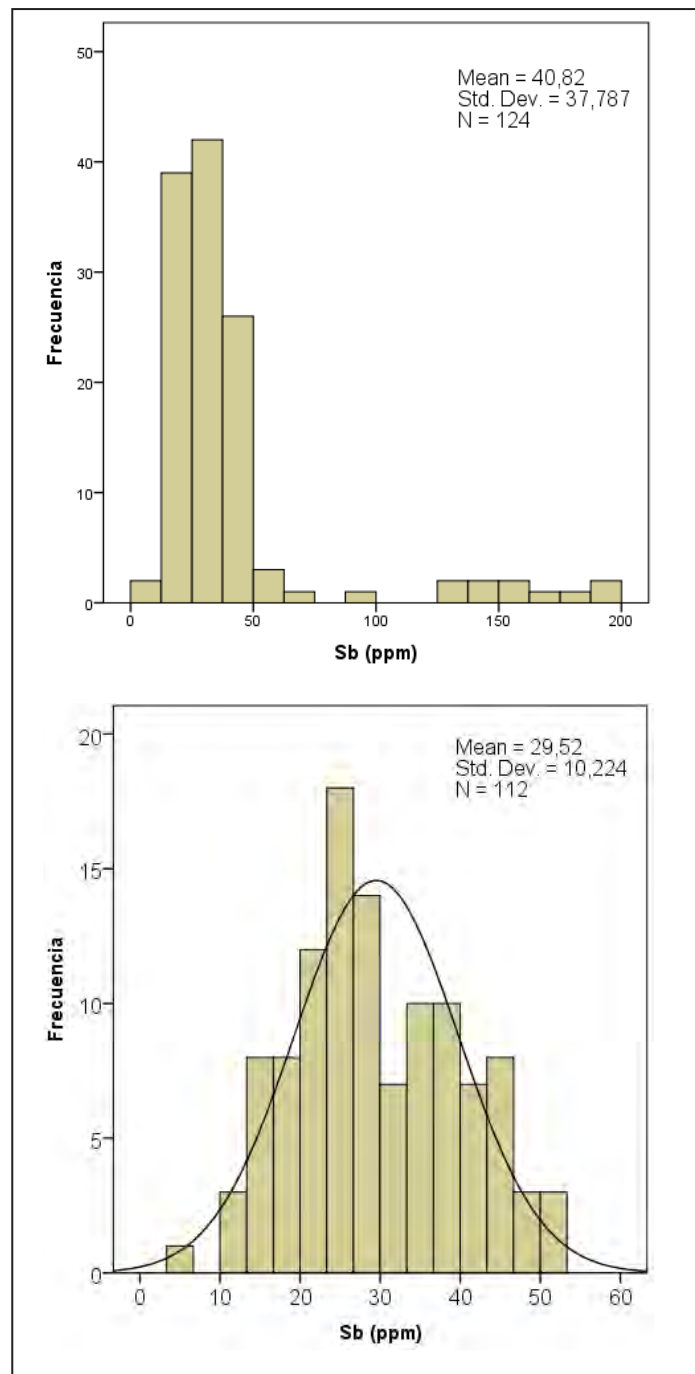 Mean = 40,82
Std. Dev. = 37,787
N = 124
50
40
30
20
10
0
Frecuencia
0 50 100 150 200
Sb (ppm)
Mean = 29,52
Std. Dev. = 10,224
N = 112
20
15
10
5
0
Frecuencia
0 10 20 30 40 50 60
Sb (ppm)